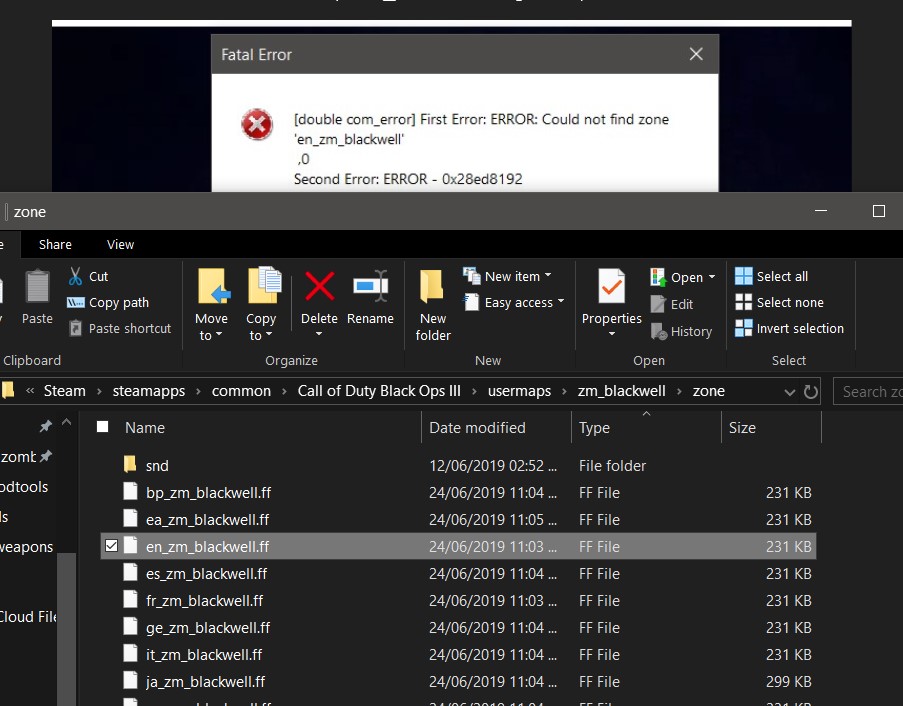 Fatal Error
[double com_error] First Error: ERROR: Could not find zone
'en_zm_blackwell'
,0
Second Error: ERROR - 0x28ed8192
zone
Share View
Paste
Cut
Copy path
Paste shortcut
Clipboard
Move to
Copy to
Delete
Rename
Organize
New folder
New item
Easy access
New
Properties
Open
Edit
History
Open
Select all
Select none
Invert selection
Select
« Steam › steamapps › common › Call of Duty Black Ops III › usermaps › zm_blackwell › zone
Search zo
zomb
odtools
ls
weapons
Cloud File
Name Date modified Type Size
snd 12/06/2019 02:52 ... File folder
bp_zm_blackwell.ff 24/06/2019 11:04 ... FF File 231 KB
ea_zm_blackwell.ff 24/06/2019 11:05 ... FF File 231 KB
en_zm_blackwell.ff 24/06/2019 11:03 ... FF File 231 KB
es_zm_blackwell.ff 24/06/2019 11:04 ... FF File 231 KB
fr_zm_blackwell.ff 24/06/2019 11:03 ... FF File 231 KB
ge_zm_blackwell.ff 24/06/2019 11:04 ... FF File 231 KB
it_zm_blackwell.ff 24/06/2019 11:04 ... FF File 231 KB
ja_zm_blackwell.ff 24/06/2019 11:04 ... FF File 299 KB